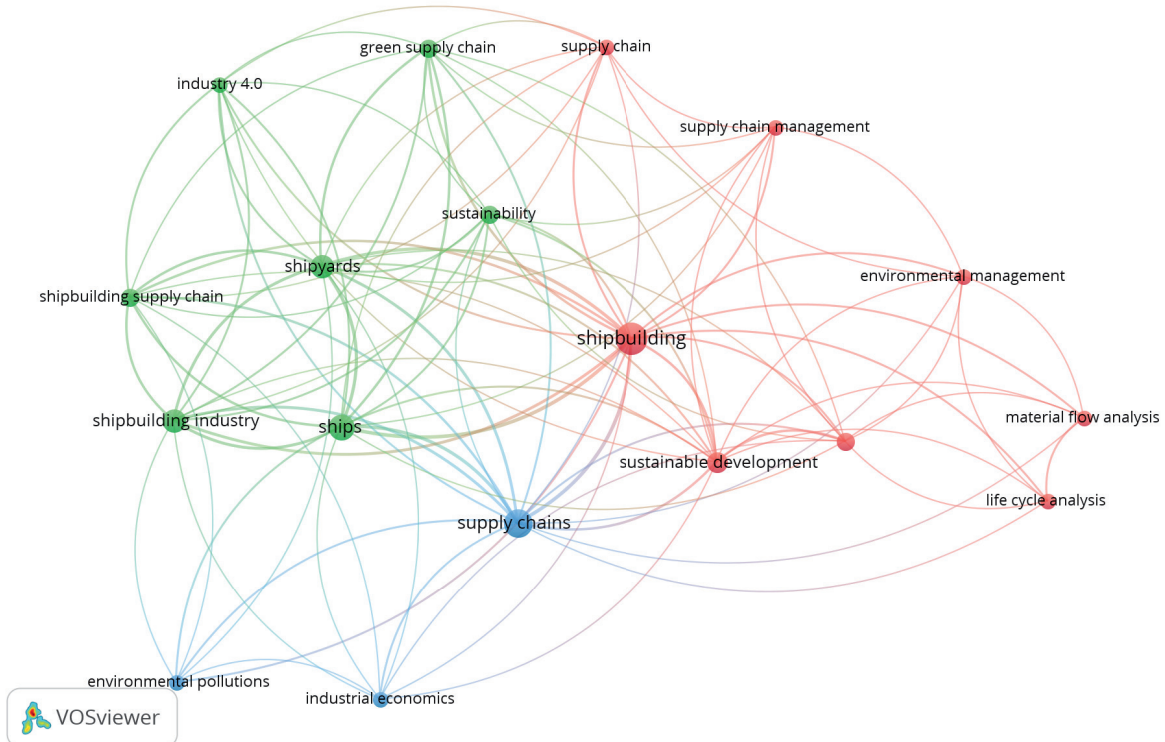 green supply chain
supply chain
industry 4.0
supply chain management
sustainability
shipyards
environmental management
shipbuilding supply chain
shipbuilding
shipbuilding industry
ships
material flow analysis
sustainable development
life cycle analysis
supply chains
environmental pollutions
industrial economics
VOSviewer